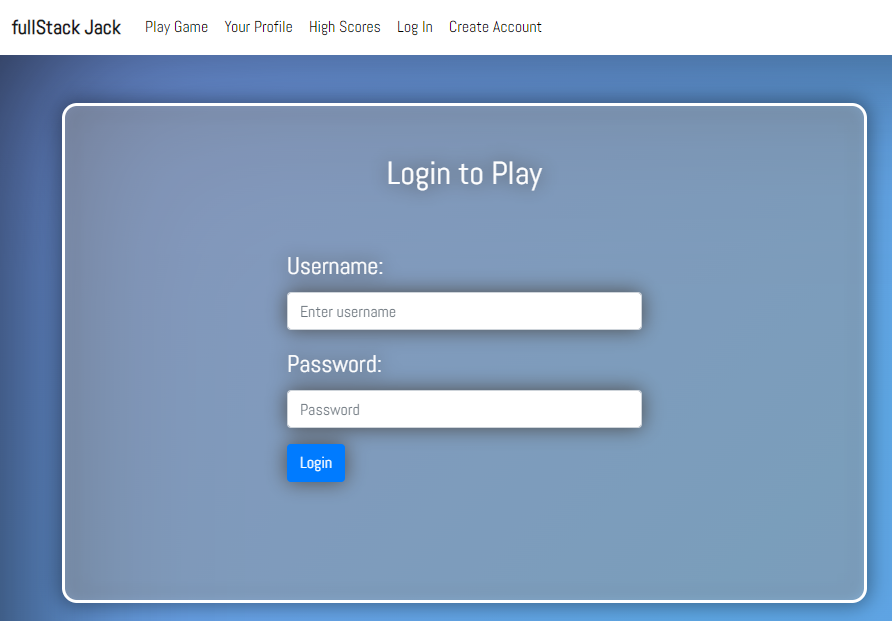 fullStack Jack Play Game Your Profile High Scores Log In Create Account
Login to Play
Username:
Enter username
Password:
Password
Login